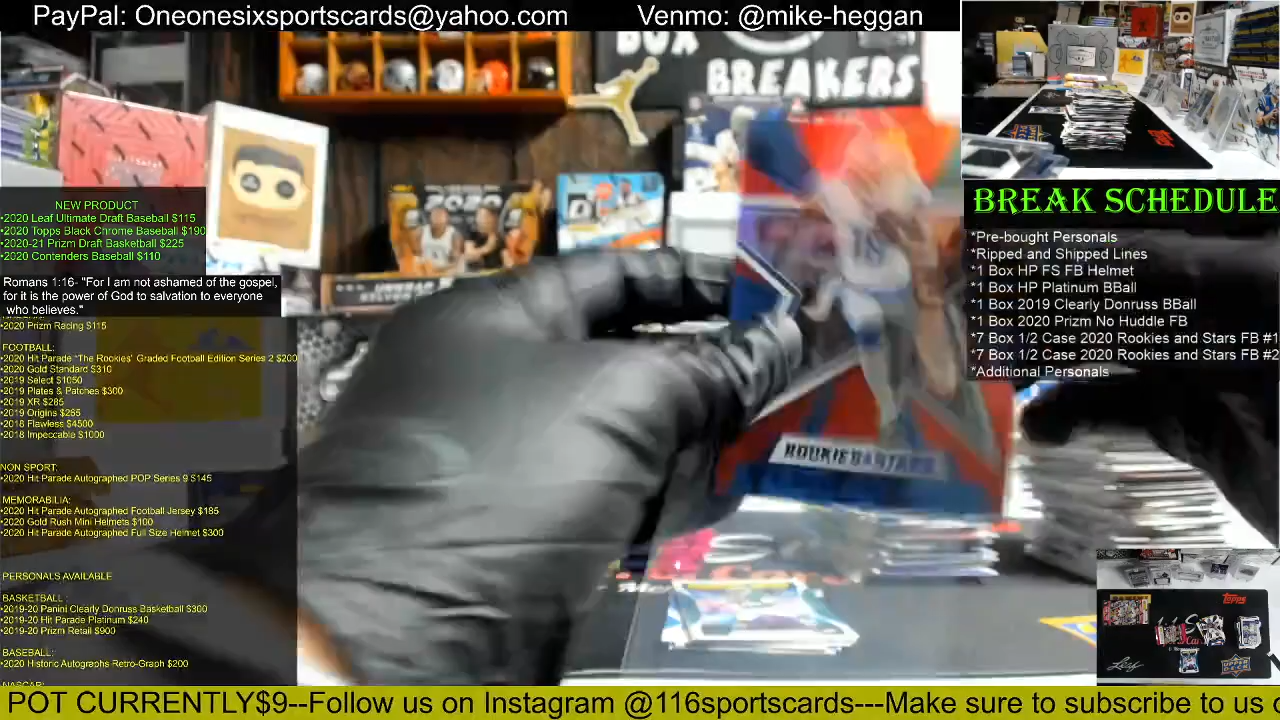 PayPal: Oneonesixsportscards@yahoo.com
Venmo: @mike-heggan
BOX
BREAKERS
NEW PRODUCT
•2020 Leaf Ultimate Draft Baseball $115
•2020 Topps Black Chrome Baseball $190
•2020-21 Prizm Draft Basketball $225
•2020 Contenders Baseball $110
Romans 1:16- "For I am not ashamed of the gospel,
for it is the power of God to salvation to everyone
who believes."
•2020 Prizm Racing $115
FOOTBALL:
•2020 Hit Parade "The Rookies' Graded Football Edition Series 2 $200
•2020 Gold Standard $310
•2019 Select $1050
•2019 Plates & Patches $300
•2019 XR $285
•2019 Origins $265
•2018 Flawless $4500
•2018 Impeccable $1000
NON SPORT:
•2020 Hit Parade Autographed POP Series 9 $145
MEMORABILIA:
•2020 Hit Parade Autographed Football Jersey $185
•2020 Gold Rush Mini Helmets $100
•2020 Hit Parade Autographed Full Size Helmet $300
PERSONALS AVAILABLE
BASKETBALL :
•2019-20 Panini Clearly Donruss Basketball $300
•2019-20 Hit Parade Platinum $240
•2019-20 Prizm Retail $900
BASEBALL:
•2020 Historic Autographs Retro-Graph $200
NASCAR:
2020
ROOKIES & STARS
BREAK SCHEDULE
*Pre-bought Personals
*Ripped and Shipped Lines
*1 Box HP FS FB Helmet
*1 Box HP Platinum BBall
*1 Box 2019 Clearly Donruss BBall
*1 Box 2020 Prizm No Huddle FB
*7 Box 1/2 Case 2020 Rookies and Stars FB #1
*7 Box 1/2 Case 2020 Rookies and Stars FB #2
*Additional Personals
Topps
Leaf
UPPER DECK
POT CURRENTLY$9--Follow us on Instagram @116sportscards---Make sure to subscribe to us